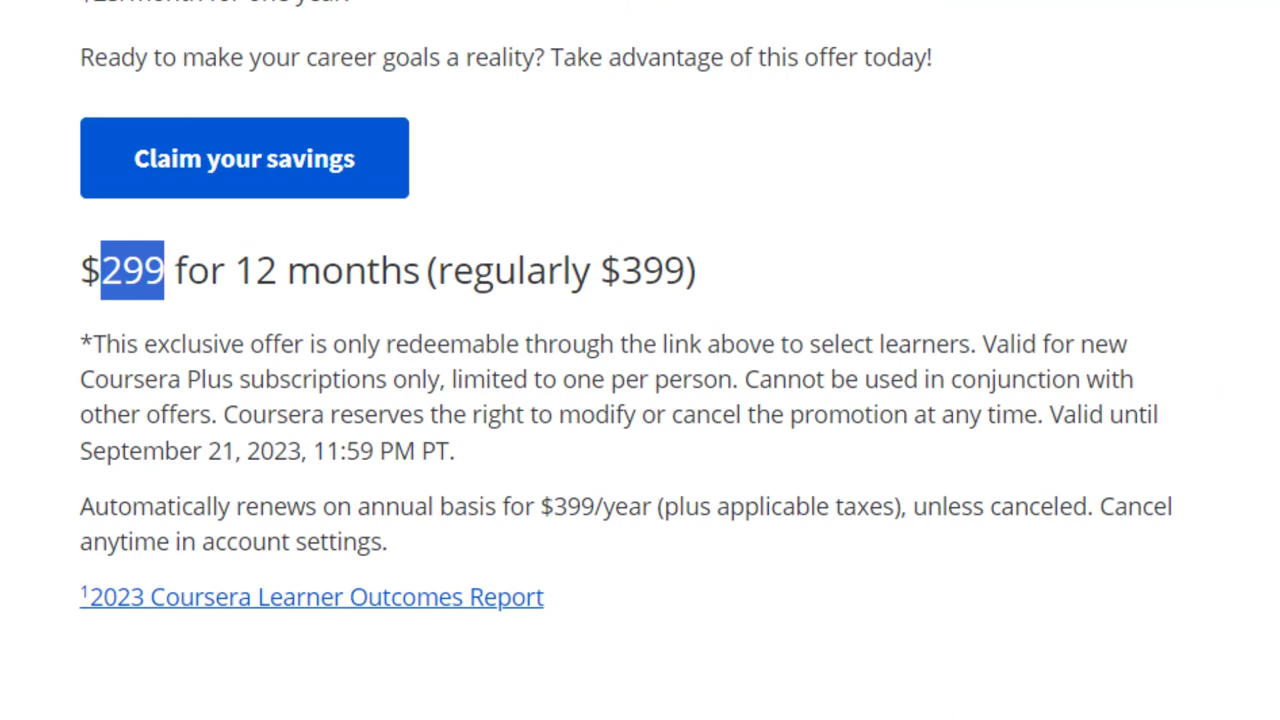 Ready to make your career goals a reality? Take advantage of this offer today!
Claim your savings
$299 for 12 months (regularly $399)
*This exclusive offer is only redeemable through the link above to select learners. Valid for new
Coursera Plus subscriptions only, limited to one per person. Cannot be used in conjunction with
other offers. Coursera reserves the right to modify or cancel the promotion at any time. Valid until
September 21, 2023, 11:59 PM PT.
Automatically renews on annual basis for $399/year (plus applicable taxes), unless canceled. Cancel
anytime in account settings.
¹2023 Coursera Learner Outcomes Report